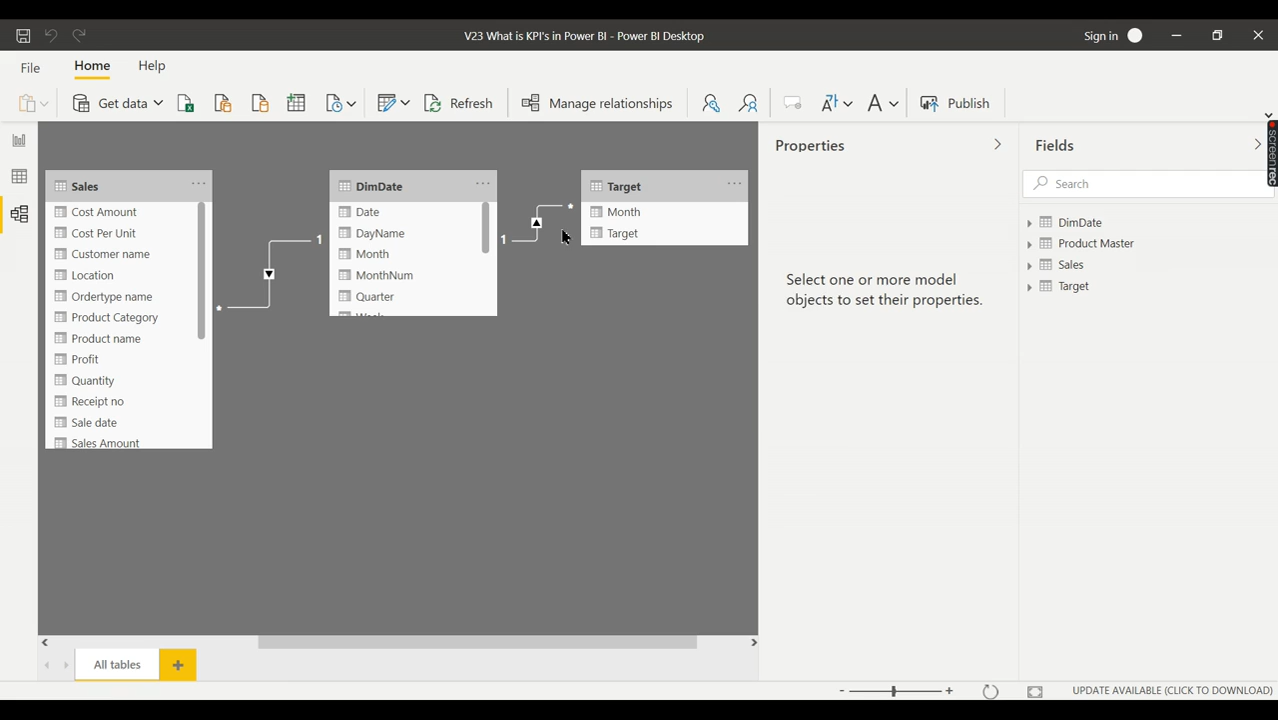 V23 What is KPI's in Power BI - Power BI Desktop
Sign in
File
Home
Help
Get data
Refresh
Manage relationships
Publish
Sales
Cost Amount
Cost Per Unit
Customer name
Location
Ordertype name
Product Category
Product name
Profit
Quantity
Receipt no
Sale date
Sales Amount
*
1
DimDate
Date
DayName
Month
MonthNum
Quarter
Week
1
*
Target
Month
Target
Properties
Select one or more model
objects to set their properties.
Fields
Search
DimDate
Product Master
Sales
Target
screenrec
All tables
UPDATE AVAILABLE (CLICK TO DOWNLOAD)